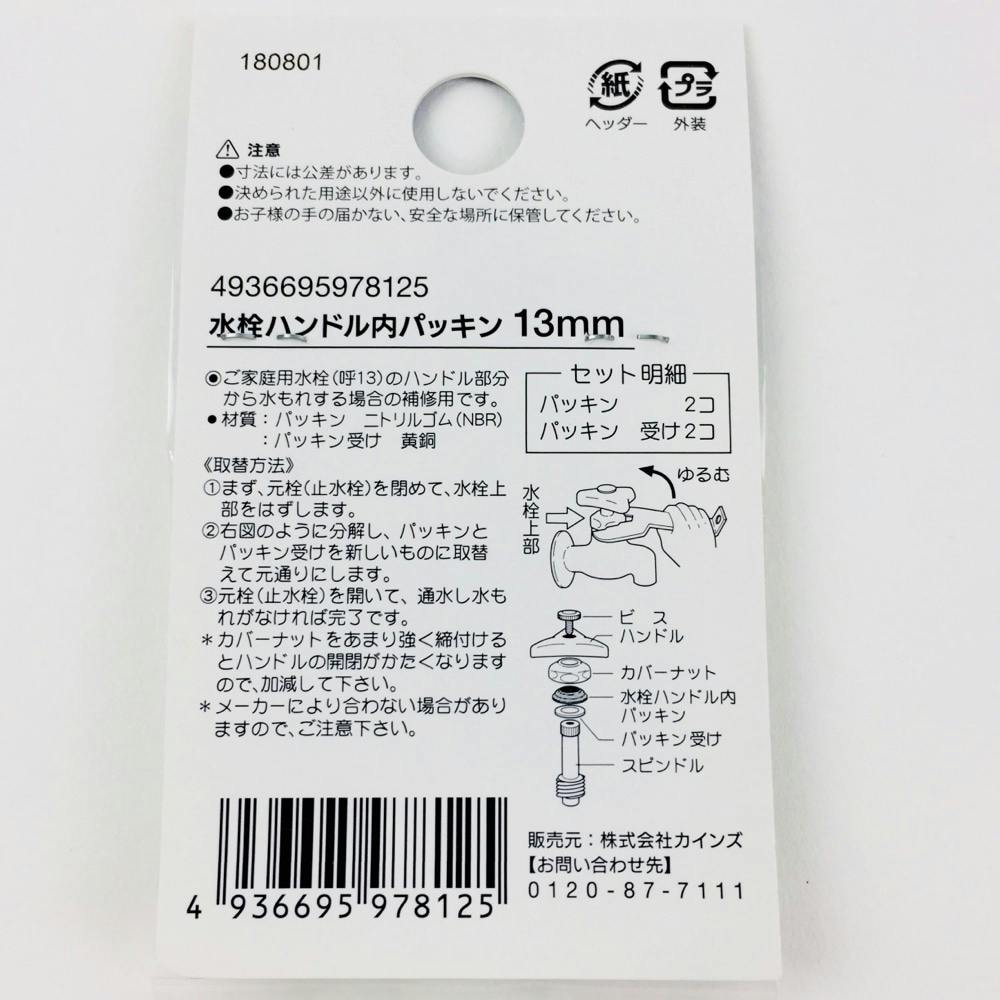 180801
紙
プラ
ヘッダー 外装
⚠ 注意
●寸法には公差があります。
●決められた用途以外に使用しないでください。
●お子様の手の届かない、安全な場所に保管してください。
4936695978125
水栓ハンドル内パッキン 13mm
◉ご家庭用水栓(呼13)のハンドル部分
から水もれする場合の補修用です。
●材質：パッキン ニトリルゴム(NBR)
：パッキン受け 黄銅
《取替方法》
①まず、元栓(止水栓)を閉めて、水栓上
部をはずします。
②右図のように分解し、パッキンと
パッキン受けを新しいものに取替
えて元通りにします。
③元栓(止水栓)を開いて、通水し水も
れがなければ完了です。
＊カバーナットをあまり強く締付ける
とハンドルの開閉がかたくなります
ので、加減して下さい。
＊メーカーにより合わない場合があり
ますので、ご注意下さい。
セット明細
パッキン 2コ
パッキン 受け2コ
ゆるむ
水栓上部
ビス
ハンドル
カバーナット
水栓ハンドル内
パッキン
パッキン受け
スピンドル
販売元：株式会社カインズ
【お問い合わせ先】
0120-87-7111
4 936695 978125